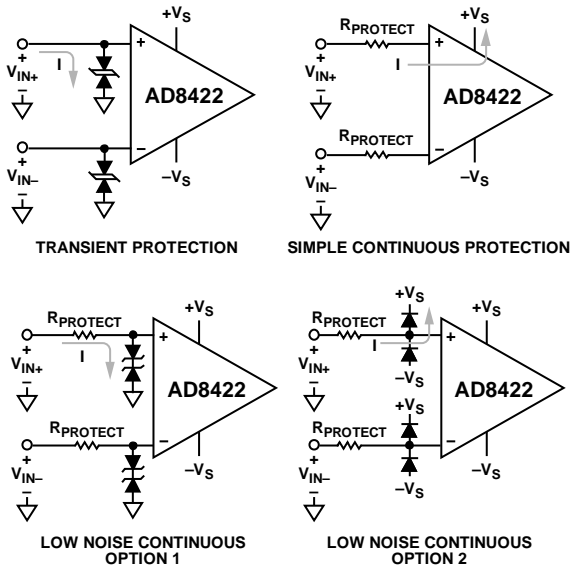 +VS
RPROTECT
+VS
+
I
+
VIN+
–
AD8422
+
I
+
VIN+
–
AD8422
RPROTECT
–
+
VIN–
–
–VS
–
+
VIN–
–
–VS
TRANSIENT PROTECTION
SIMPLE CONTINUOUS PROTECTION
RPROTECT
+VS
+
I
+
VIN+
–
AD8422
RPROTECT
–
+
VIN–
–
–VS
LOW NOISE CONTINUOUS
OPTION 1
+VS
RPROTECT
+VS
I
+
+
VIN+
–
–VS
AD8422
+VS
RPROTECT
–
+
VIN–
–
–VS
–VS
LOW NOISE CONTINUOUS
OPTION 2